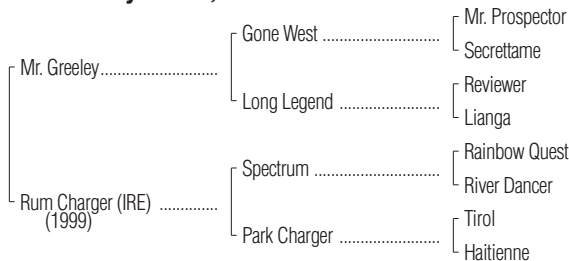 Mr. Prospector
Gone West
Secrettame
Mr. Greeley
Reviewer
Long Legend
Lianga
Rainbow Quest
Spectrum
River Dancer
Rum Charger (IRE)
(1999)
Tirol
Park Charger
Haitienne